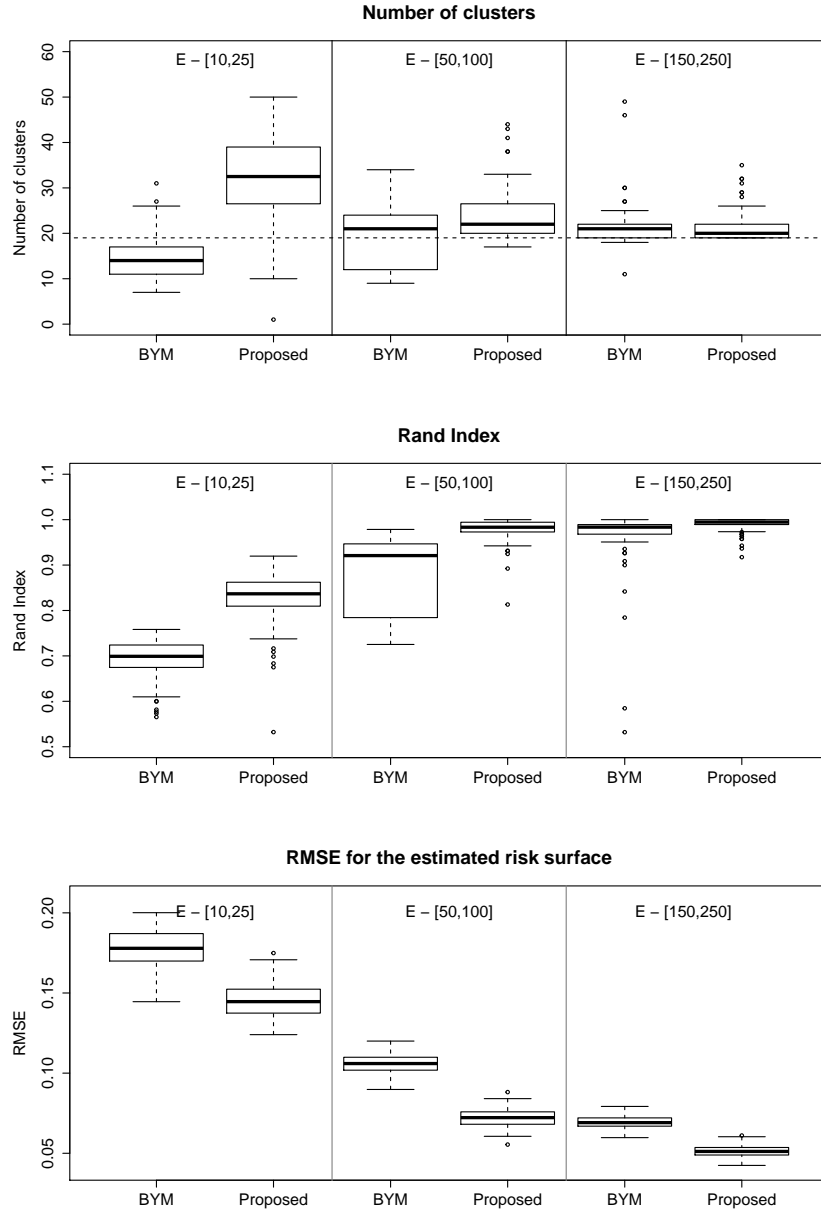 Number of clusters
E − [10,25] E − [50,100] E − [150,250]
Number of clusters
60
50
40
30
20
10
0
BYM Proposed BYM Proposed BYM Proposed
Rand Index
E − [10,25] E − [50,100] E − [150,250]
Rand Index
1.1
1.0
0.9
0.8
0.7
0.6
0.5
BYM Proposed BYM Proposed BYM Proposed
RMSE for the estimated risk surface
E − [10,25] E − [50,100] E − [150,250]
RMSE
0.20
0.15
0.10
0.05
BYM Proposed BYM Proposed BYM Proposed